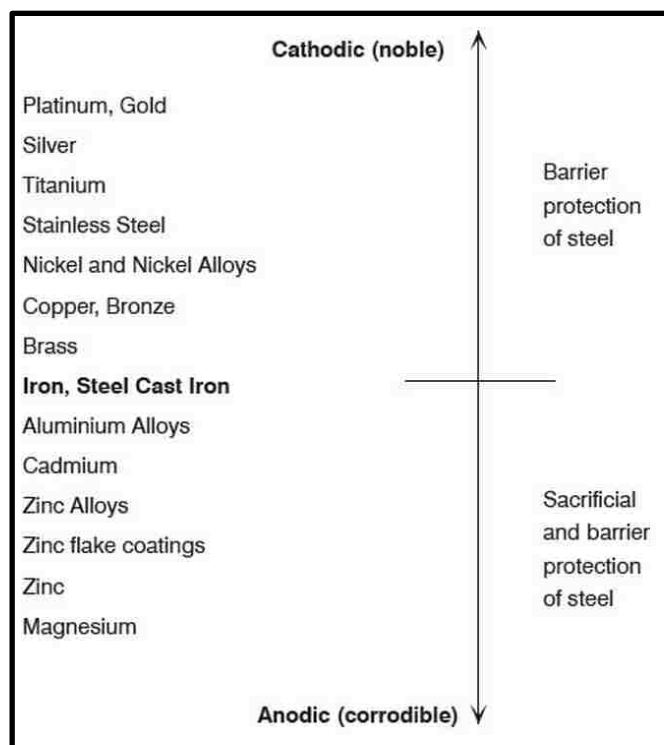 Cathodic (noble)
Platinum, Gold
Silver
Titanium
Stainless Steel
Nickel and Nickel Alloys
Copper, Bronze
Brass
Iron, Steel Cast Iron
Aluminium Alloys
Cadmium
Zinc Alloys
Zinc flake coatings
Zinc
Magnesium
Barrier
protection
of steel
Sacrificial
and barrier
protection
of steel
Anodic (corrodible)